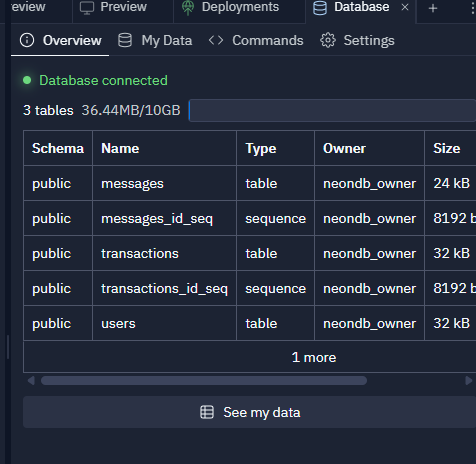 eview Preview Deployments Database × +
Overview My Data Commands Settings
Database connected
3 tables 36.44MB/10GB
Schema Name Type Owner Size
public messages table neondb_owner 24 kB
public messages_id_seq sequence neondb_owner 8192 b
public transactions table neondb_owner 32 kB
public transactions_id_seq sequence neondb_owner 8192 b
public users table neondb_owner 32 kB
1 more
See my data